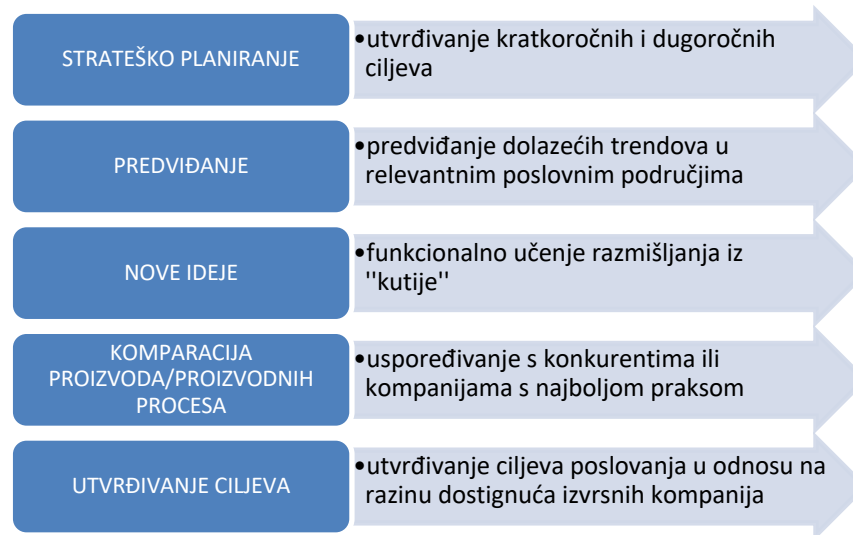 STRATEŠKO PLANIRANJE
•utvrđivanje kratkoročnih i dugoročnih
ciljeva
PREDVIĐANJE
•predviđanje dolazećih trendova u
relevantnim poslovnim područjima
NOVE IDEJE
•funkcionalno učenje razmišljanja iz
''kutije''
KOMPARACIJA
PROIZVODA/PROIZVODNIH
PROCESA
•uspoređivanje s konkurentima ili
kompanijama s najboljom praksom
UTVRĐIVANJE CILJEVA
•utvrđivanje ciljeva poslovanja u odnosu na
razinu dostignuća izvrsnih kompanija